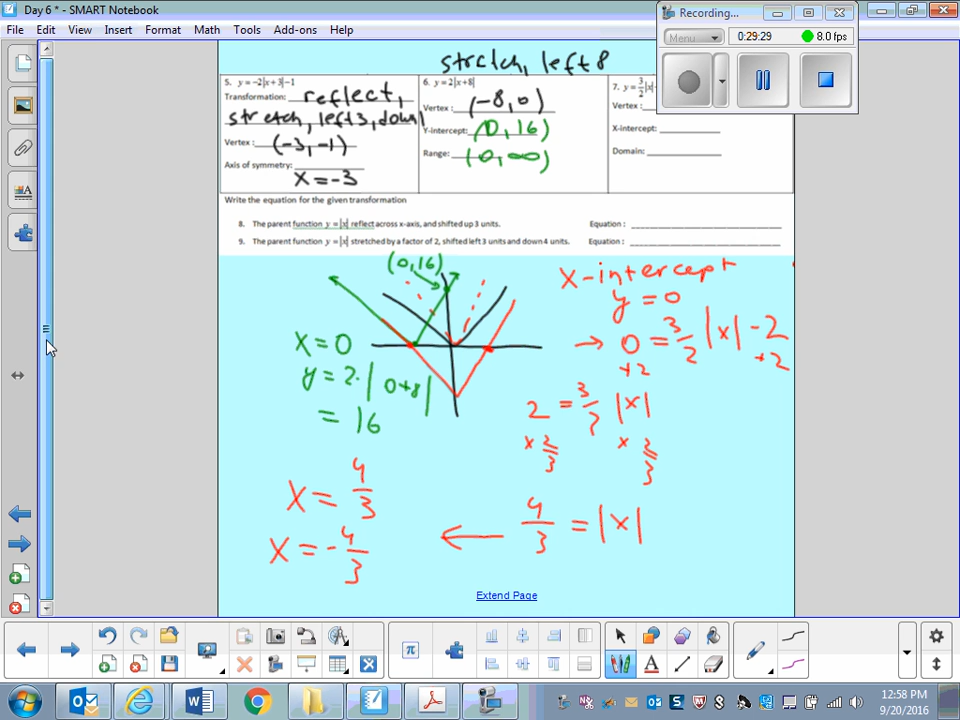 Day 6 * - SMART Notebook
File Edit View Insert Format Math Tools Add-ons Help
Recording...
Menu
0:29:29 8.0 fps
stretch, left 8
5. y=-2|x+3|-1
Transformation: reflect,
stretch, left 3, down 1
Vertex: (-3,-1)
Axis of symmetry:
x=-3
6. y=2|x+8|
Vertex: (-8,0)
Y-intercept: (0,16)
Range: (0,∞)
7. y=3/2|x|-
Vertex:
X-intercept:
Domain:
Write the equation for the given transformation
8. The parent function y=|x| reflect across x-axis, and shifted up 3 units. Equation :
9. The parent function y=|x| stretched by a factor of 2, shifted left 3 units and down 4 units. Equation :
(0,16)
x=0
y=2·|0+8|
=16
x-intercept
y=0
→ 0=3/2|x|-2
+2 +2
2=3/2|x|
×2/3 ×2/3
4/3=|x|
←
x=4/3
x=-4/3
Extend Page
12:58 PM
9/20/2016